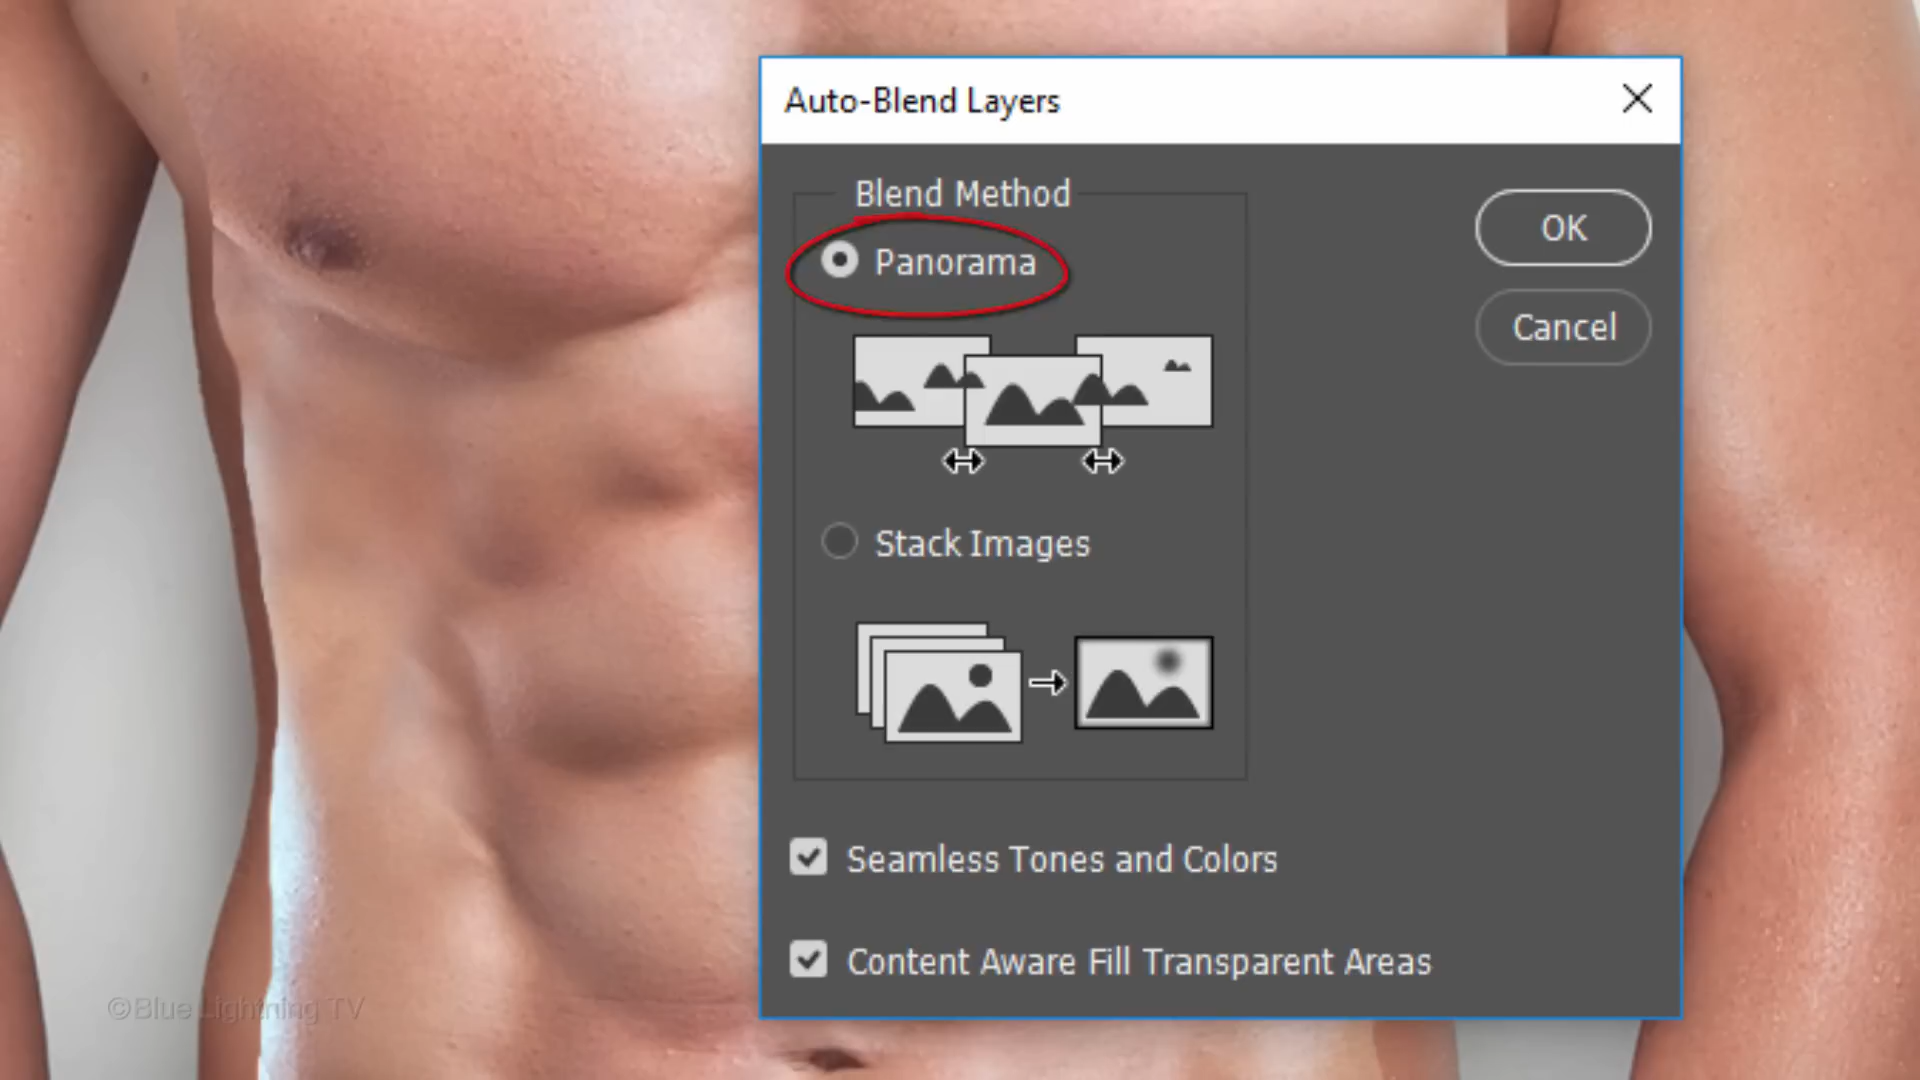 Auto-Blend Layers
Blend Method
Panorama
OK
Cancel
Stack Images
Seamless Tones and Colors
Content Aware Fill Transparent Areas
©Blue Lightning TV